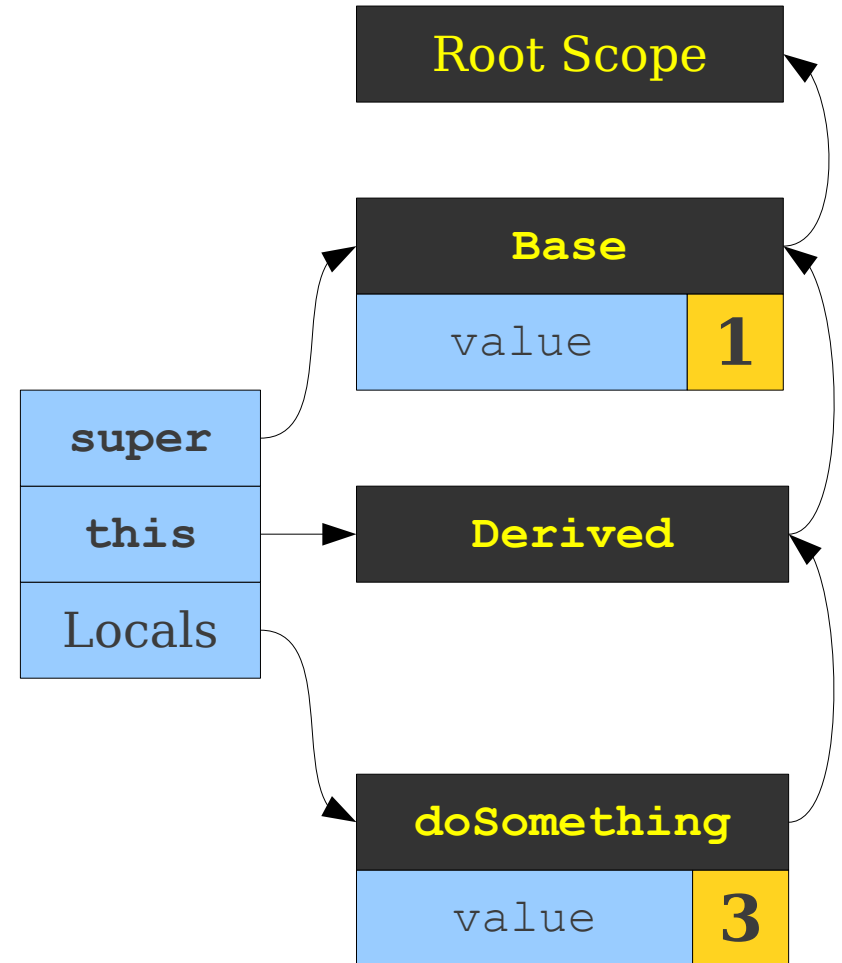 Root Scope
Base
value 1
super
this
Derived
Locals
doSomething
value 3